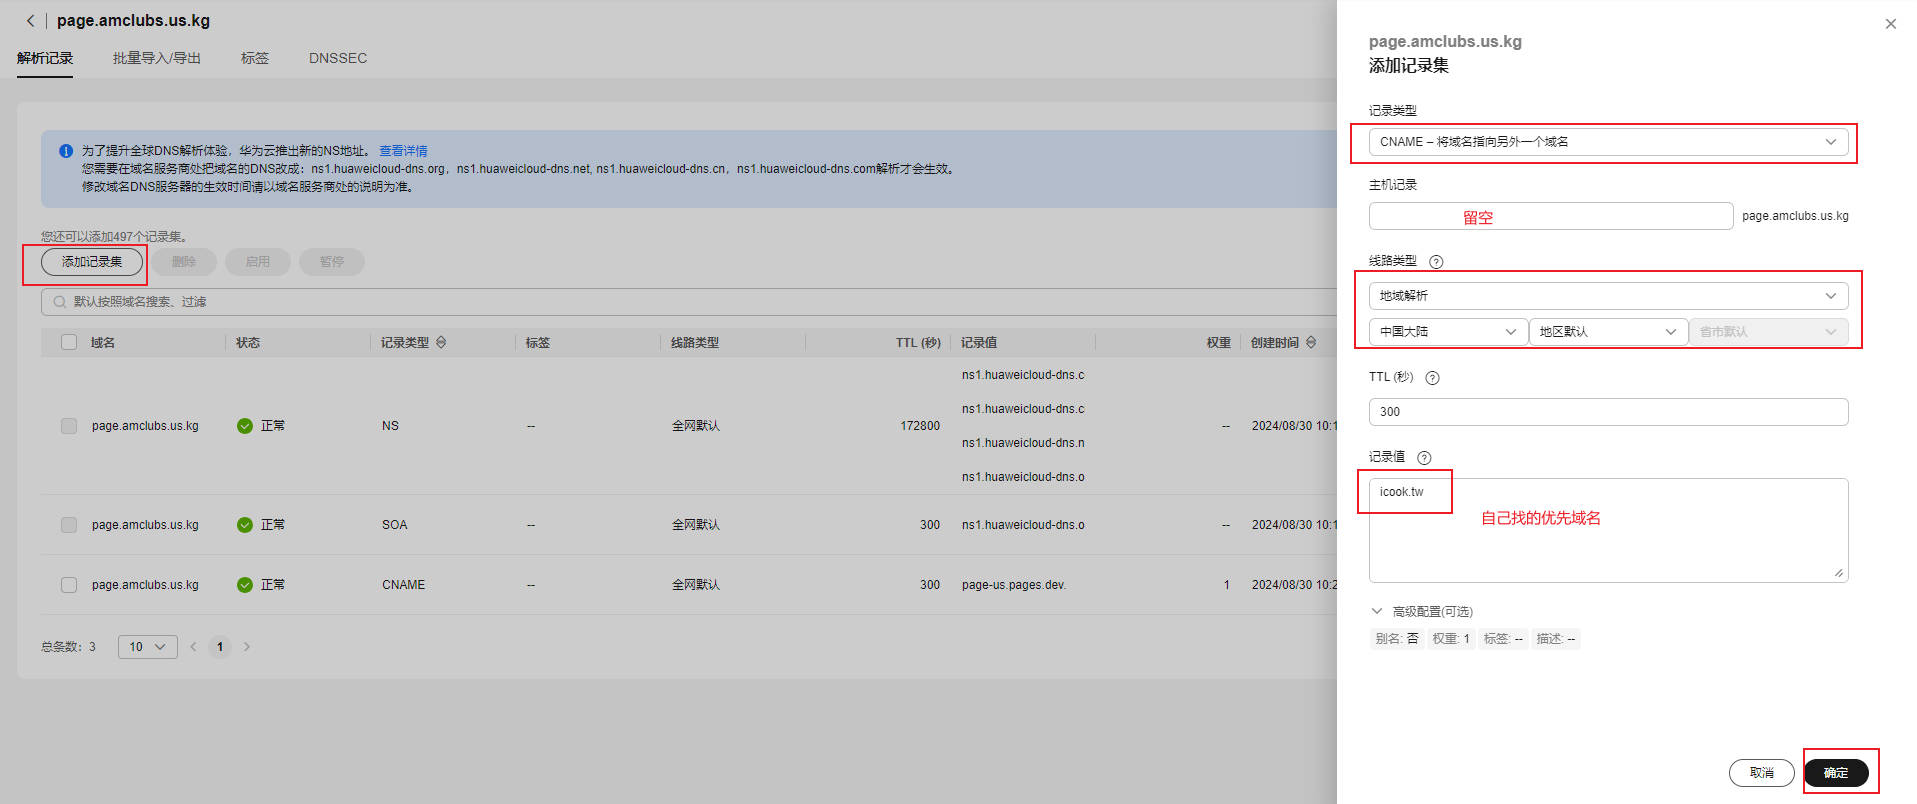 page.amclubs.us.kg
解析记录 批量导入/导出 标签 DNSSEC
为了提升全球DNS解析体验，华为云推出新的NS地址。 查看详情
您需要在域名服务商处把域名的DNS改成：ns1.huaweicloud-dns.org，ns1.huaweicloud-dns.net, ns1.huaweicloud-dns.cn，ns1.huaweicloud-dns.com解析才会生效。
修改域名DNS服务器的生效时间请以域名服务商处的说明为准。
您还可以添加497个记录集。
添加记录集 删除 启用 暂停
默认按照域名搜索、过滤
域名 状态 记录类型 标签 线路类型 TTL (秒) 记录值 权重 创建时间
ns1.huaweicloud-dns.c
ns1.huaweicloud-dns.c
page.amclubs.us.kg 正常 NS -- 全网默认 172800 -- 2024/08/30 10:1
ns1.huaweicloud-dns.n
ns1.huaweicloud-dns.o
page.amclubs.us.kg 正常 SOA -- 全网默认 300 ns1.huaweicloud-dns.o -- 2024/08/30 10:1
page.amclubs.us.kg 正常 CNAME -- 全网默认 300 page-us.pages.dev. 1 2024/08/30 10:2
总条数：3 10 1
page.amclubs.us.kg
添加记录集
记录类型
CNAME – 将域名指向另外一个域名
主机记录
留空 page.amclubs.us.kg
线路类型
地域解析
中国大陆 地区默认 省市默认
TTL (秒)
300
记录值
icook.tw
自己找的优先域名
高级配置(可选)
别名: 否 权重: 1 标签: -- 描述: --
取消 确定